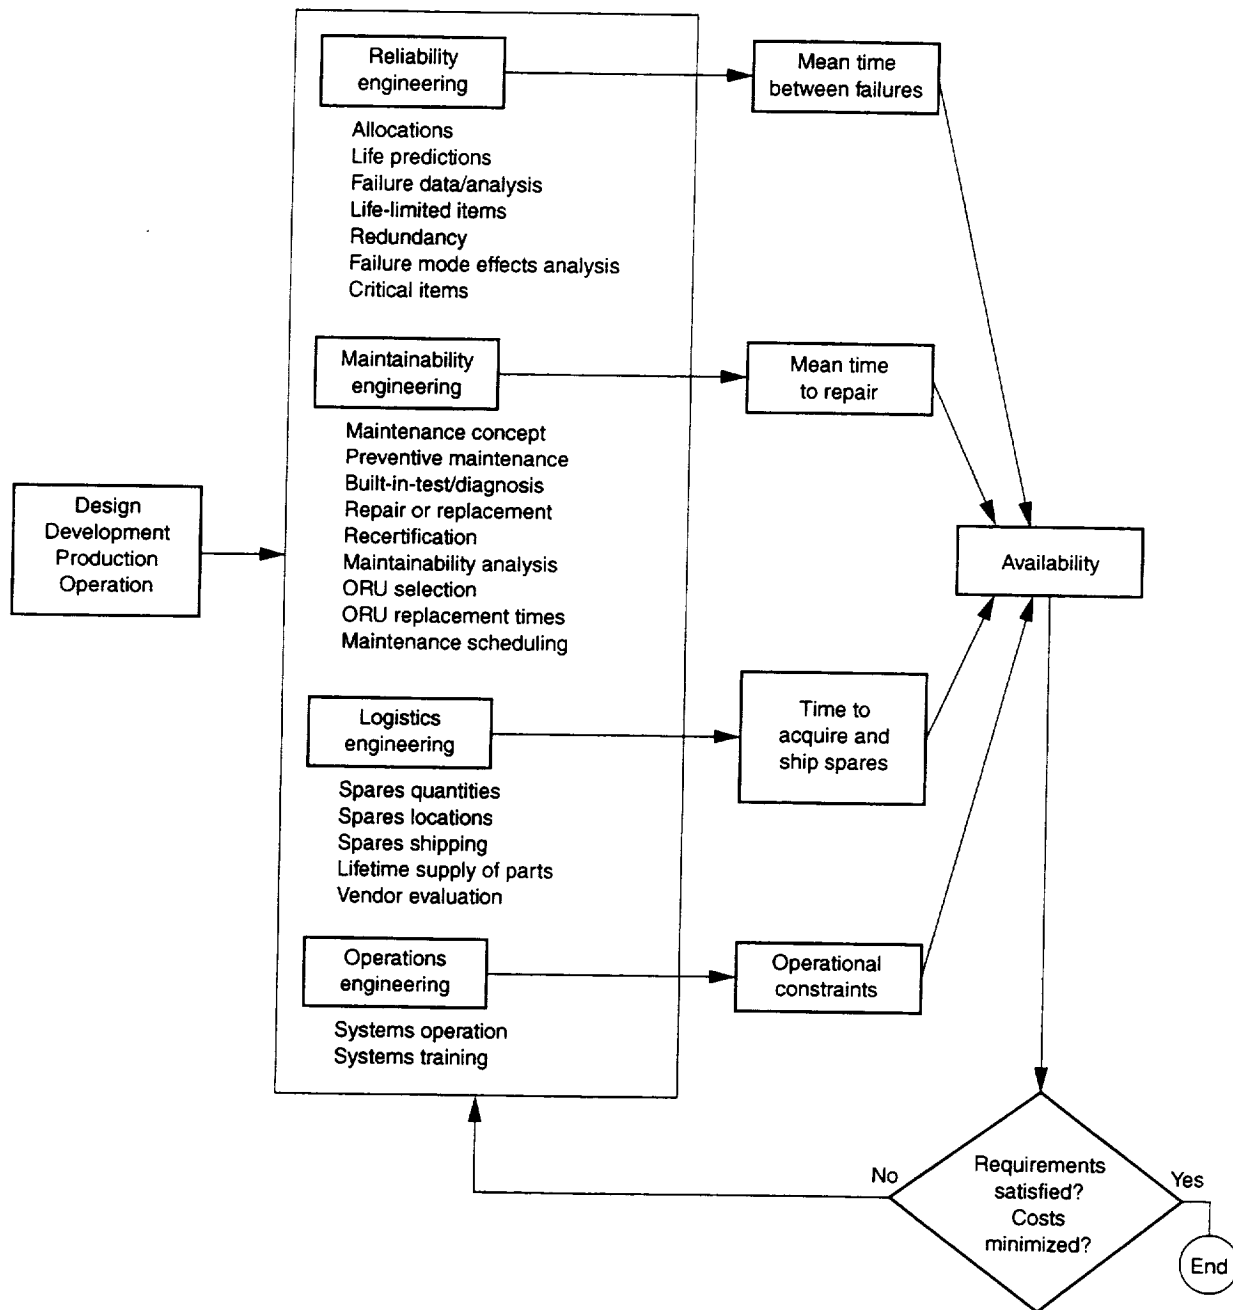 Reliability
engineering
Mean time
between failures
Allocations
Life predictions
Failure data/analysis
Life-limited items
Redundancy
Failure mode effects analysis
Critical items
Maintainability
engineering
Mean time
to repair
Maintenance concept
Preventive maintenance
Built-in-test/diagnosis
Repair or replacement
Recertification
Maintainability analysis
ORU selection
ORU replacement times
Maintenance scheduling
Design
Development
Production
Operation
Availability
Logistics
engineering
Time to
acquire and
ship spares
Spares quantities
Spares locations
Spares shipping
Lifetime supply of parts
Vendor evaluation
Operations
engineering
Operational
constraints
Systems operation
Systems training
No
Requirements
satisfied?
Costs
minimized?
Yes
End